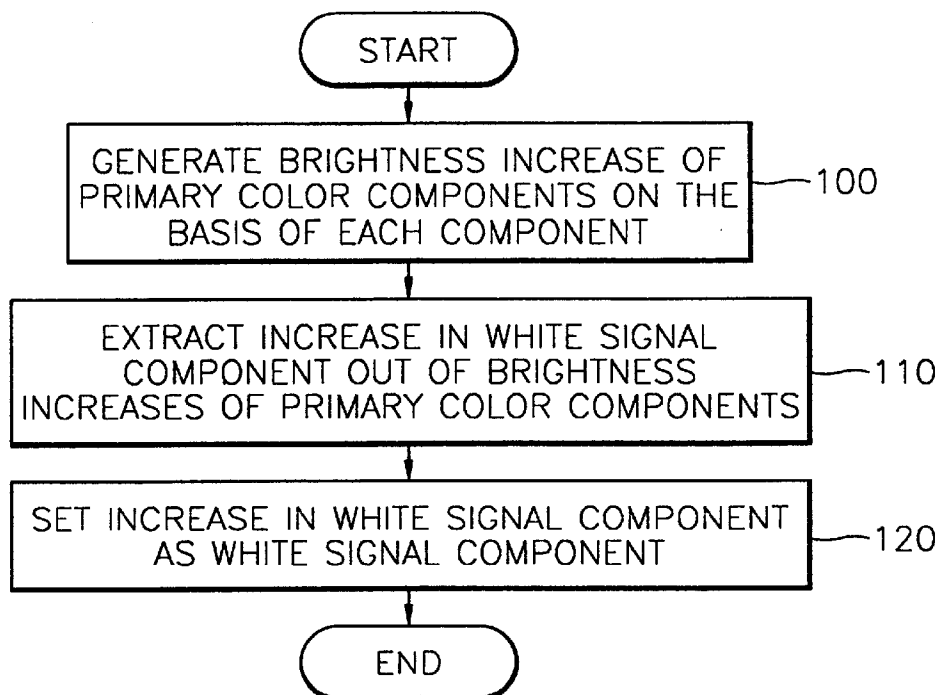 START
GENERATE BRIGHTNESS INCREASE OF
PRIMARY COLOR COMPONENTS ON THE
BASIS OF EACH COMPONENT
100
EXTRACT INCREASE IN WHITE SIGNAL
COMPONENT OUT OF BRIGHTNESS
INCREASES OF PRIMARY COLOR COMPONENTS
110
SET INCREASE IN WHITE SIGNAL COMPONENT
AS WHITE SIGNAL COMPONENT
120
END